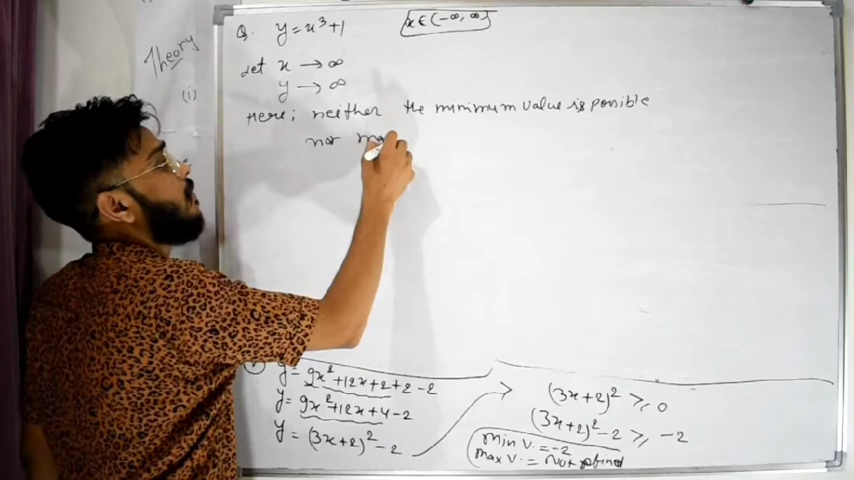 Theory
(i)
Q. y = x³+1
x ∈ (-∞, ∞)
Let x → ∞
y → ∞
Here; neither the minimum value is possible
nor ma
y = 9x²+12x+2+2-2
y = 9x²+12x+4-2
y = (3x+2)²-2
(3x+2)² ≥ 0
(3x+2)²-2 ≥ -2
min v. = -2
max v. = Not